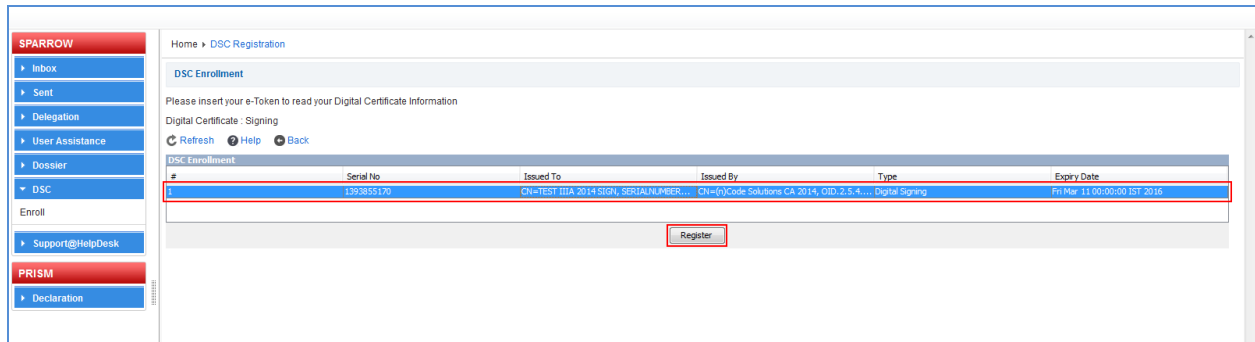 SPARROW
Inbox
Sent
Delegation
User Assistance
Dossier
DSC
Enroll
Support@HelpDesk
PRISM
Declaration
Home DSC Registration
DSC Enrollment
Please insert your e-Token to read your Digital Certificate Information
Digital Certificate : Signing
Refresh Help Back
DSC Enrollment
# Serial No Issued To Issued By Type Expiry Date
1 1393855170 CN=TEST IIIA 2014 SIGN, SERIALNUMBER... CN=(n)Code Solutions CA 2014, OID.2.5.4.... Digital Signing Fri Mar 11 00:00:00 IST 2016
Register